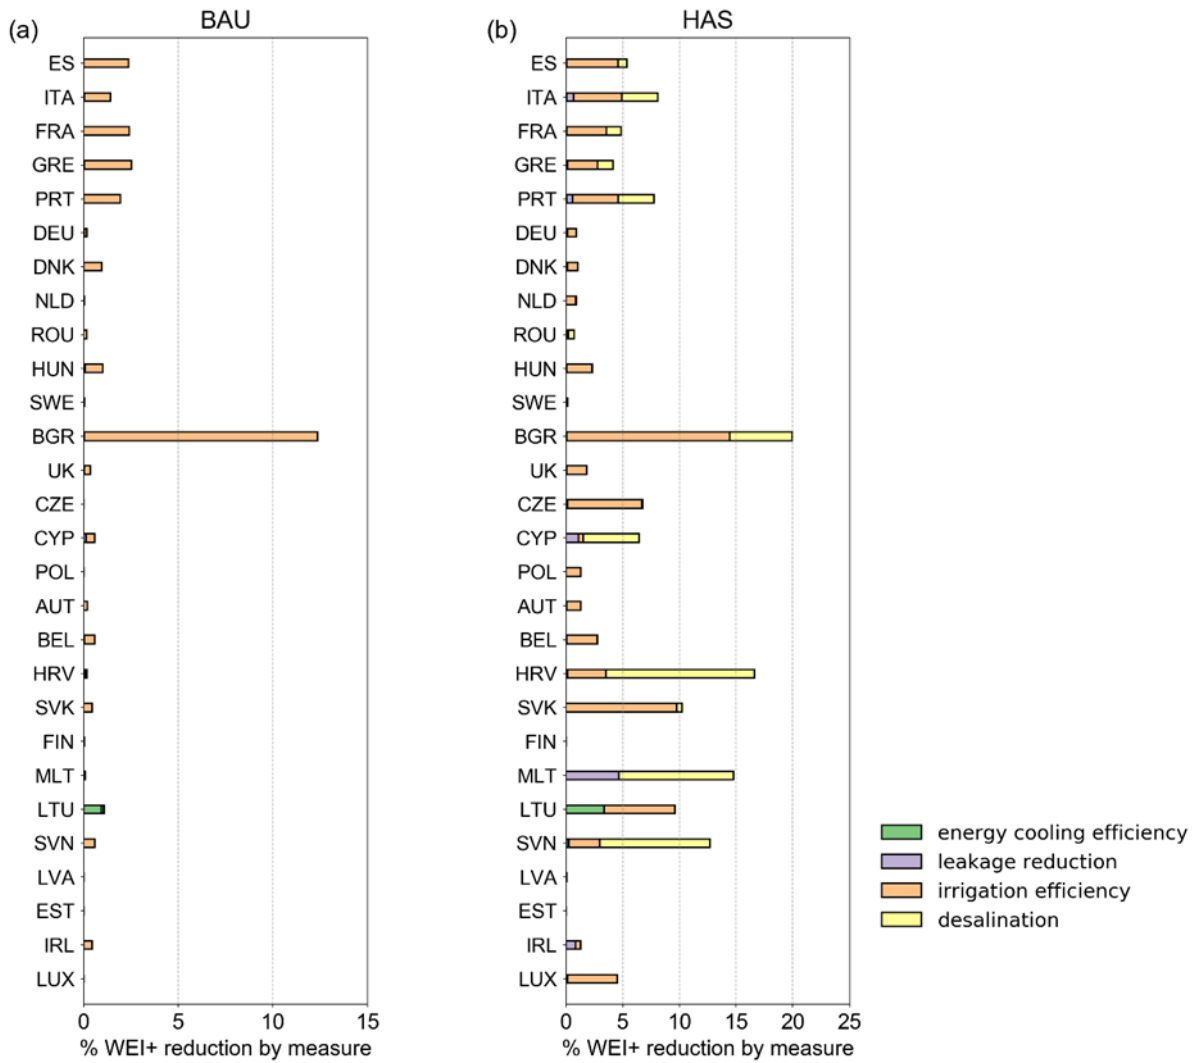 (a) BAU
ES
ITA
FRA
GRE
PRT
DEU
DNK
NLD
ROU
HUN
SWE
BGR
UK
CZE
CYP
POL
AUT
BEL
HRV
SVK
FIN
MLT
LTU
SVN
LVA
EST
IRL
LUX
0 5 10 15
% WEI+ reduction by measure
(b) HAS
ES
ITA
FRA
GRE
PRT
DEU
DNK
NLD
ROU
HUN
SWE
BGR
UK
CZE
CYP
POL
AUT
BEL
HRV
SVK
FIN
MLT
LTU
SVN
LVA
EST
IRL
LUX
0 5 10 15 20 25
% WEI+ reduction by measure
energy cooling efficiency
leakage reduction
irrigation efficiency
desalination